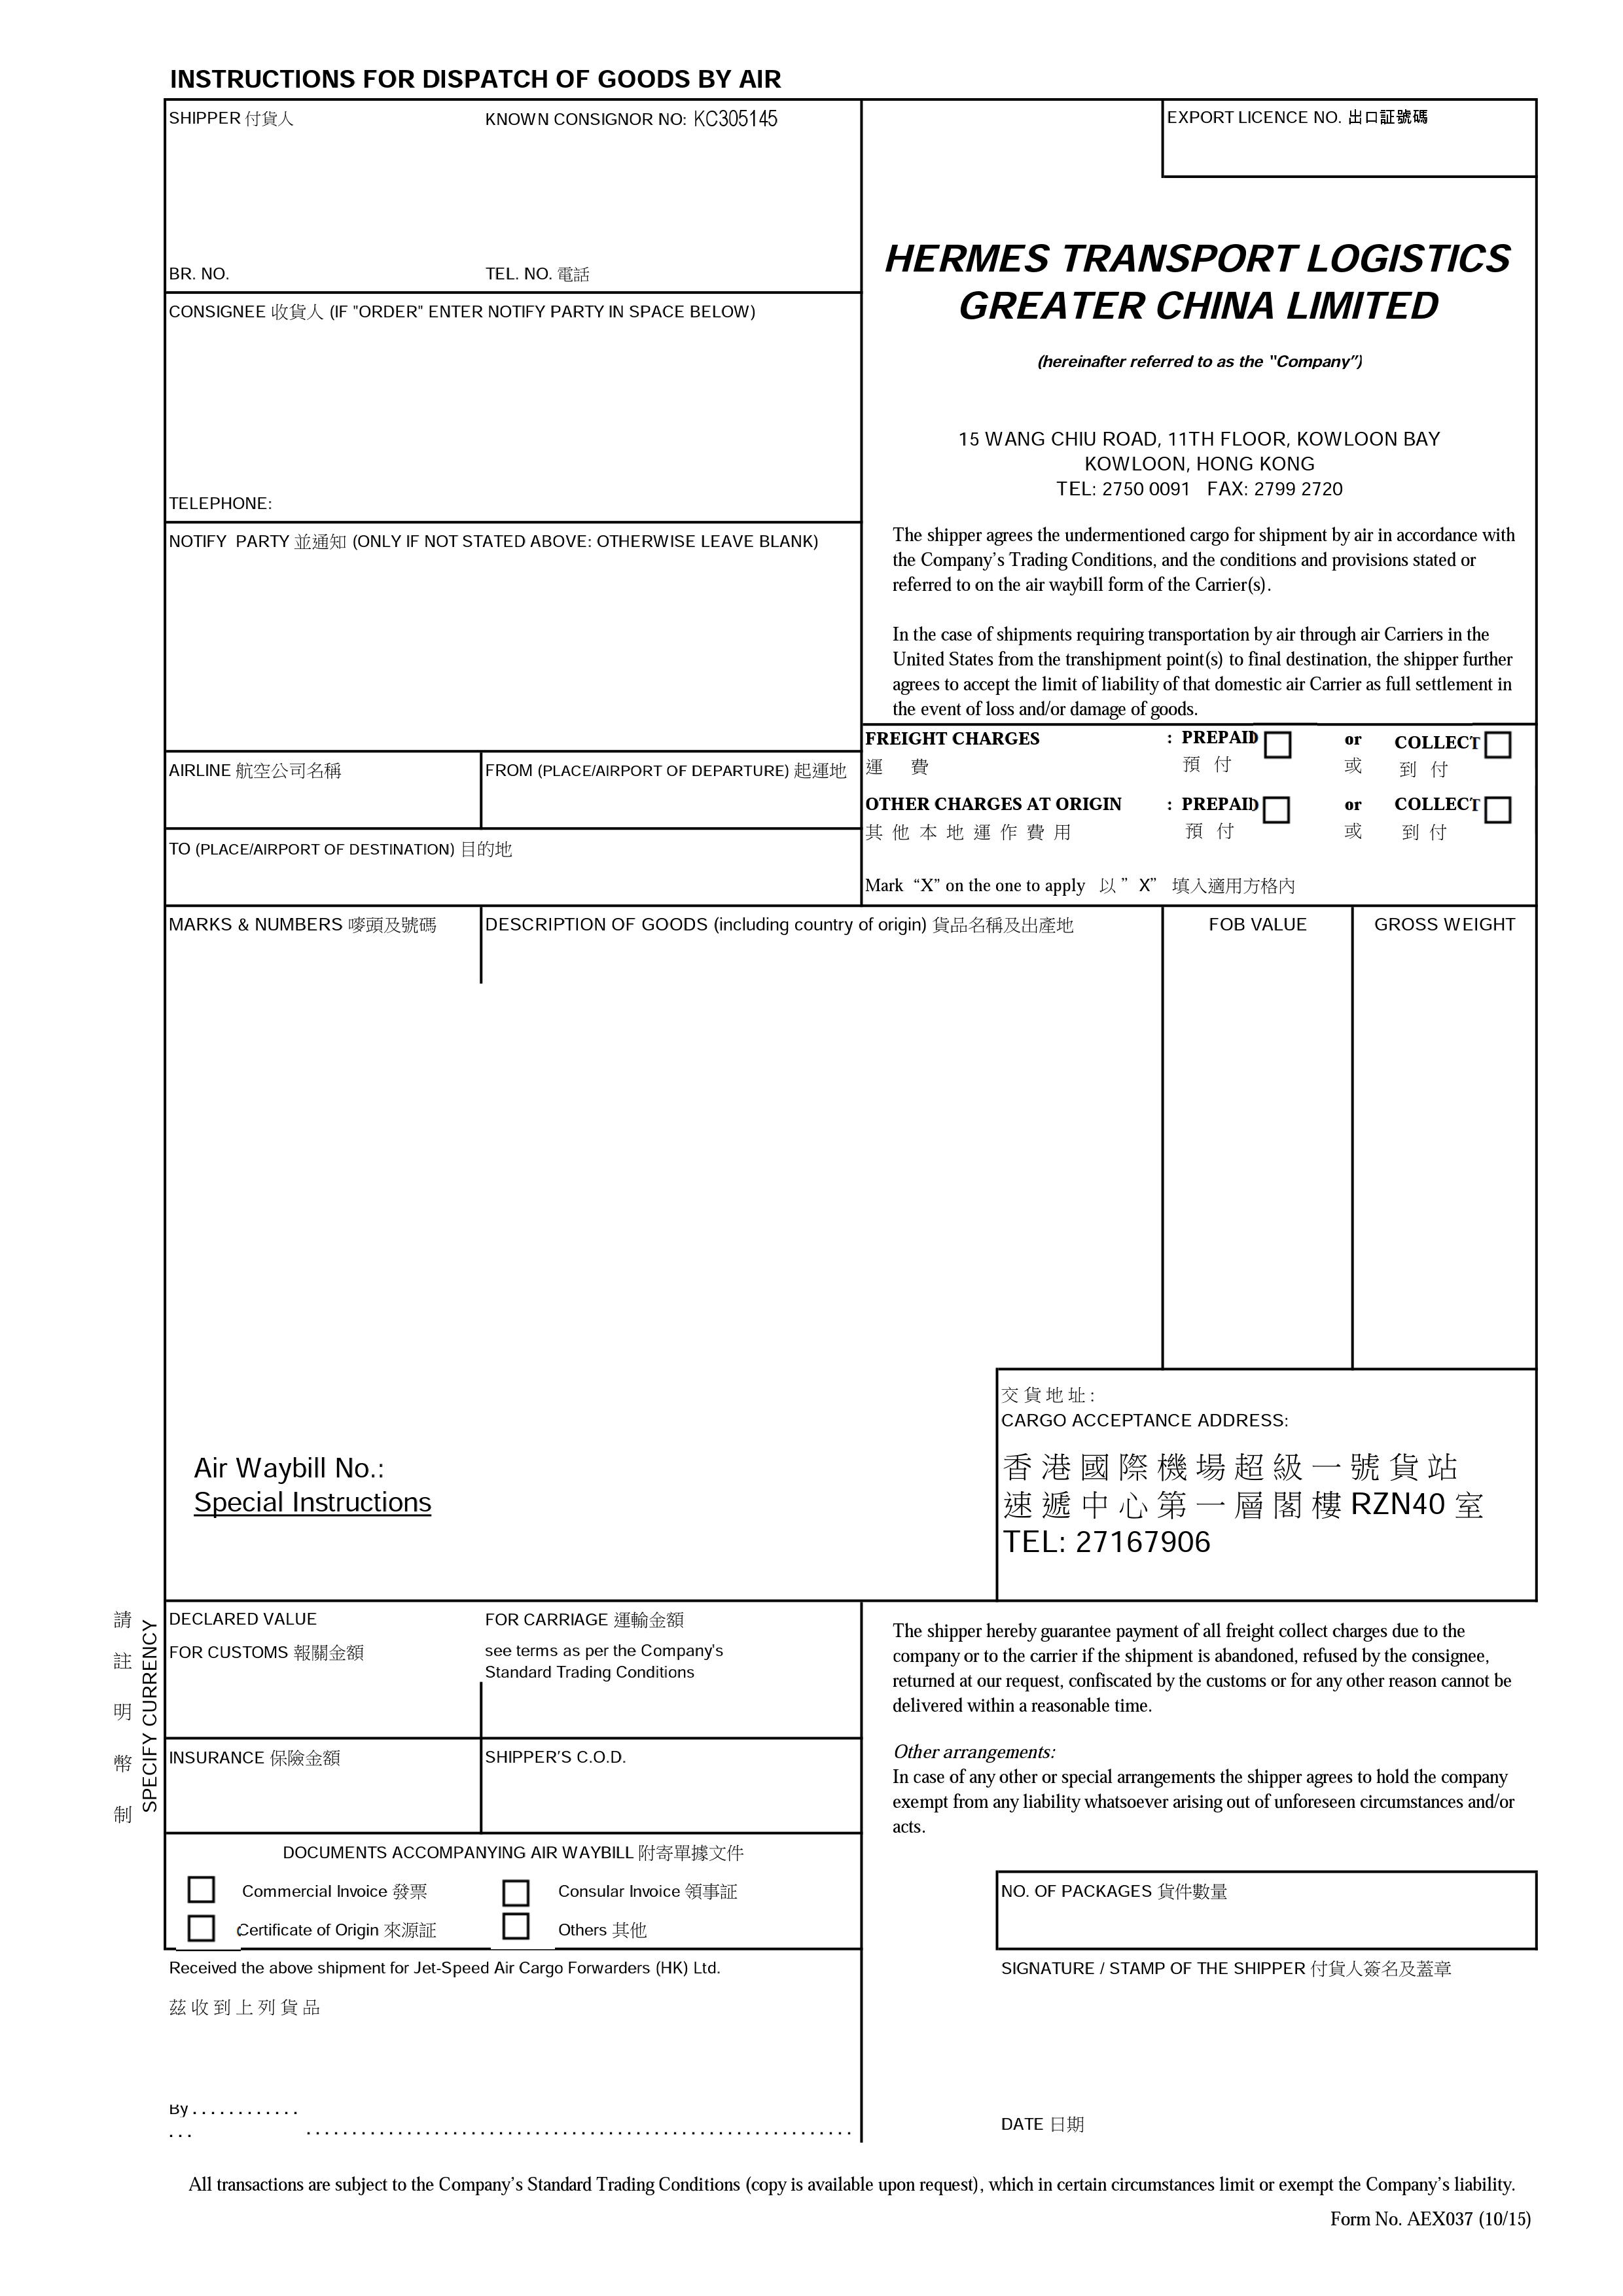 INSTRUCTIONS FOR DISPATCH OF GOODS BY AIR
SHIPPER 付貨人
KNOWN CONSIGNOR NO: KC305145
EXPORT LICENCE NO. 出口証號碼
BR. NO.
TEL. NO. 電話
HERMES TRANSPORT LOGISTICS
GREATER CHINA LIMITED
(hereinafter referred to as the "Company")
15 WANG CHIU ROAD, 11TH FLOOR, KOWLOON BAY
KOWLOON, HONG KONG
TEL: 2750 0091 FAX: 2799 2720
CONSIGNEE 收貨人 (IF "ORDER" ENTER NOTIFY PARTY IN SPACE BELOW)
TELEPHONE:
NOTIFY PARTY 並通知 (ONLY IF NOT STATED ABOVE: OTHERWISE LEAVE BLANK)
The shipper agrees the undermentioned cargo for shipment by air in accordance with
the Company's Trading Conditions, and the conditions and provisions stated or
referred to on the air waybill form of the Carrier(s).
In the case of shipments requiring transportation by air through air Carriers in the
United States from the transhipment point(s) to final destination, the shipper further
agrees to accept the limit of liability of that domestic air Carrier as full settlement in
the event of loss and/or damage of goods.
AIRLINE 航空公司名稱
FROM (PLACE/AIRPORT OF DEPARTURE) 起運地
TO (PLACE/AIRPORT OF DESTINATION) 目的地
FREIGHT CHARGES : PREPAID or COLLECT
運 費 預 付 或 到 付
OTHER CHARGES AT ORIGIN : PREPAID or COLLECT
其 他 本 地 運 作 費 用 預 付 或 到 付
Mark “X” on the one to apply 以 ” X” 填入適用方格內
MARKS & NUMBERS 嘜頭及號碼
DESCRIPTION OF GOODS (including country of origin) 貨品名稱及出產地
FOB VALUE
GROSS WEIGHT
Air Waybill No.:
Special Instructions
交 貨 地 址 :
CARGO ACCEPTANCE ADDRESS:
香 港 國 際 機 場 超 級 一 號 貨 站
速 遞 中 心 第 一 層 閣 樓 RZN40 室
TEL: 27167906
請 註 明 幣 制
SPECIFY CURRENCY
DECLARED VALUE
FOR CUSTOMS 報關金額
FOR CARRIAGE 運輸金額
see terms as per the Company's
Standard Trading Conditions
INSURANCE 保險金額
SHIPPER'S C.O.D.
DOCUMENTS ACCOMPANYING AIR WAYBILL 附寄單據文件
Commercial Invoice 發票
Consular Invoice 領事証
Certificate of Origin 來源証
Others 其他
The shipper hereby guarantee payment of all freight collect charges due to the
company or to the carrier if the shipment is abandoned, refused by the consignee,
returned at our request, confiscated by the customs or for any other reason cannot be
delivered within a reasonable time.
Other arrangements:
In case of any other or special arrangements the shipper agrees to hold the company
exempt from any liability whatsoever arising out of unforeseen circumstances and/or
acts.
NO. OF PACKAGES 貨件數量
Received the above shipment for Jet-Speed Air Cargo Forwarders (HK) Ltd.
茲 收 到 上 列 貨 品
By . . . . . . . . . . . .
. . . ............................................................
SIGNATURE / STAMP OF THE SHIPPER 付貨人簽名及蓋章
DATE 日期
All transactions are subject to the Company's Standard Trading Conditions (copy is available upon request), which in certain circumstances limit or exempt the Company's liability.
Form No. AEX037 (10/15)